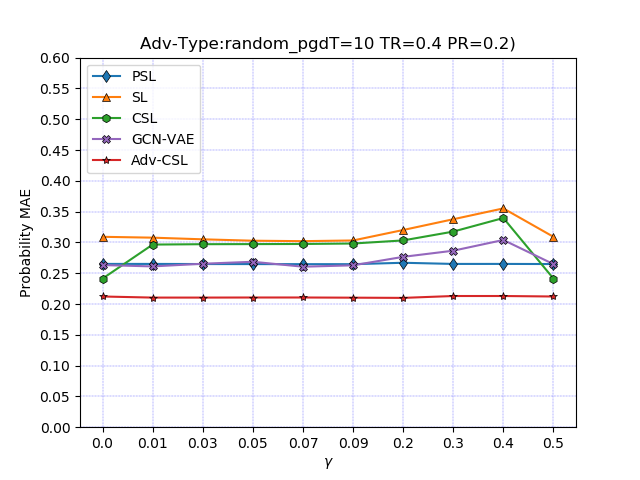 Adv-Type:random_pgdT=10 TR=0.4 PR=0.2)
0.60
0.55
0.50
0.45
0.40
0.35
0.30
0.25
0.20
0.15
0.10
0.05
0.00
Probability MAE
PSL
SL
CSL
GCN-VAE
Adv-CSL
0.0 0.01 0.03 0.05 0.07 0.09 0.2 0.3 0.4 0.5
γ